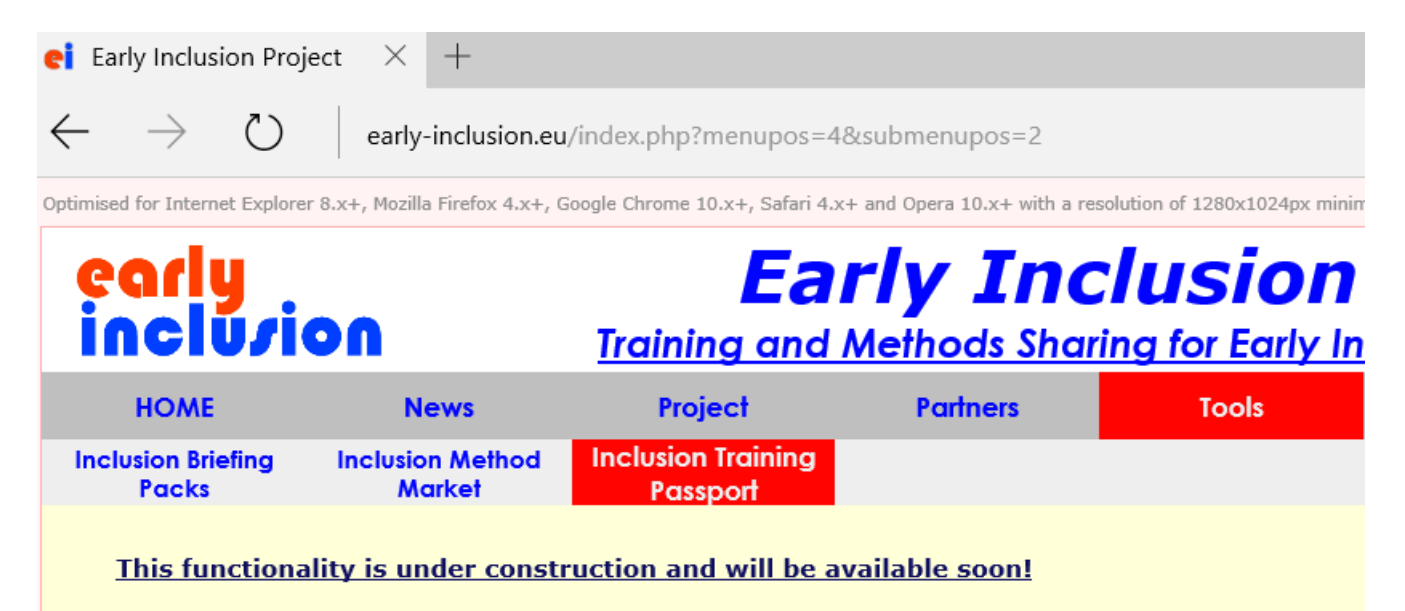 ei Early Inclusion Project
early-inclusion.eu/index.php?menupos=4&submenupos=2
Optimised for Internet Explorer 8.x+, Mozilla Firefox 4.x+, Google Chrome 10.x+, Safari 4.x+ and Opera 10.x+ with a resolution of 1280x1024px
early
inclusion
Early Inclusion
Training and Methods Sharing for Early
HOME News Project Partners Tools
Inclusion Briefing
Packs
Inclusion Method
Market
Inclusion Training
Passport
This functionality is under construction and will be available soon!